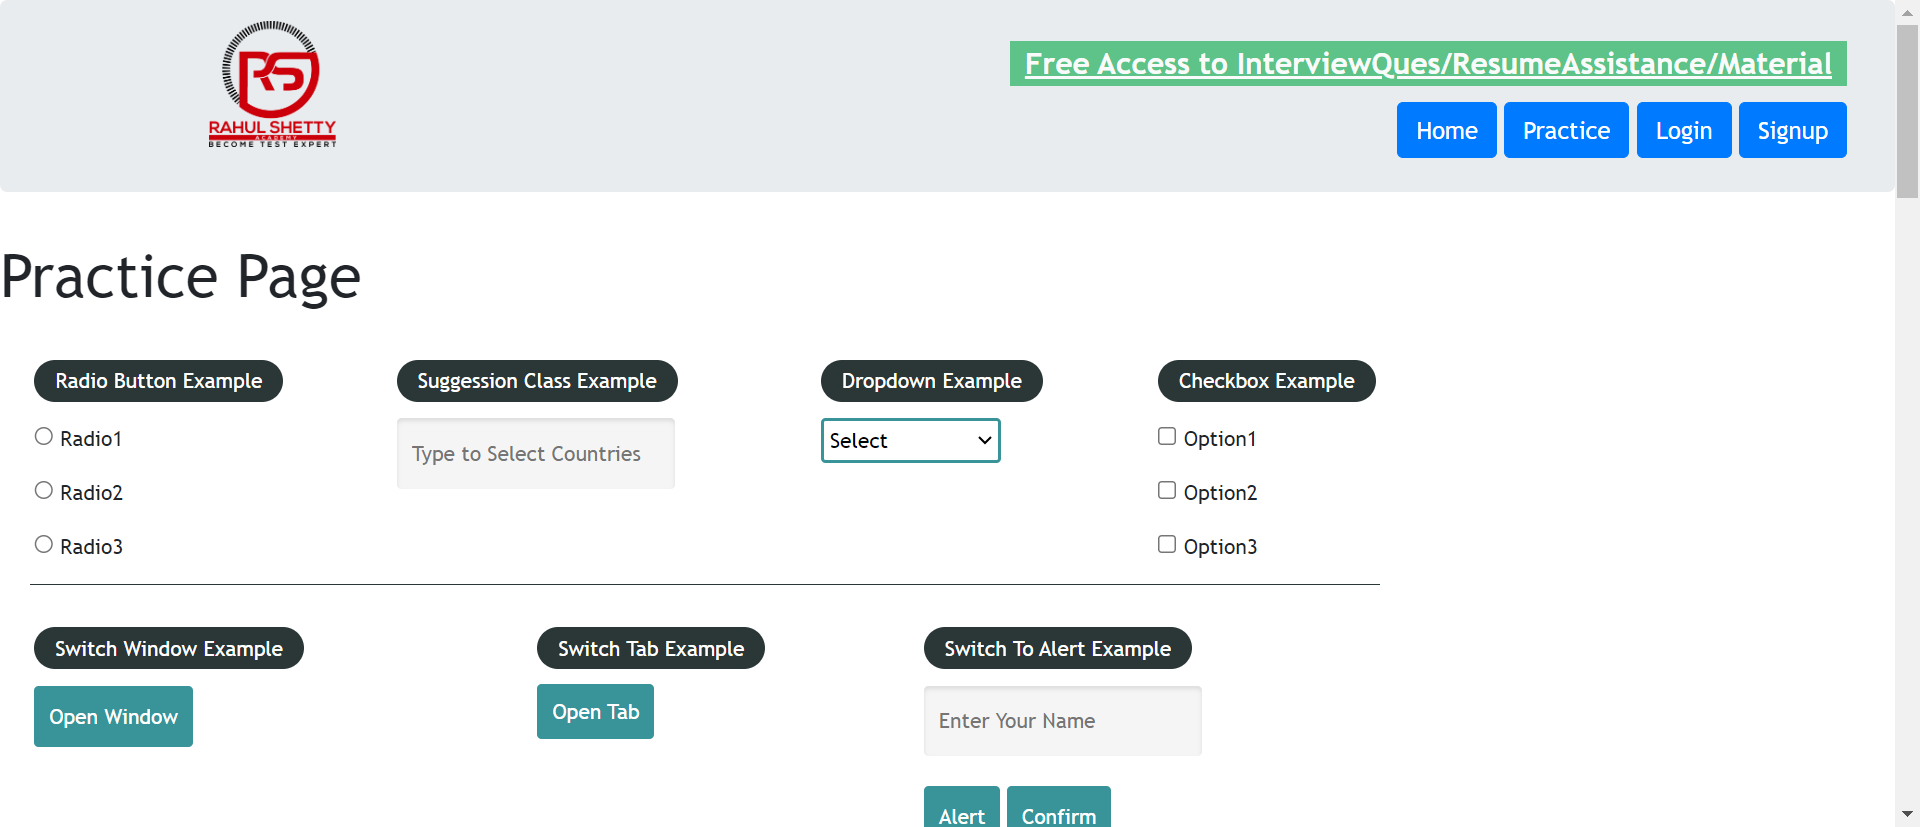 RS
RAHUL SHETTY
ACADEMY
BECOME TEST EXPERT
Free Access to InterviewQues/ResumeAssistance/Material
Home Practice Login Signup
Practice Page
Radio Button Example Suggession Class Example Dropdown Example Checkbox Example
Radio1 Type to Select Countries Select Option1
Radio2 Option2
Radio3 Option3
Switch Window Example Switch Tab Example Switch To Alert Example
Open Window Open Tab Enter Your Name
Alert Confirm